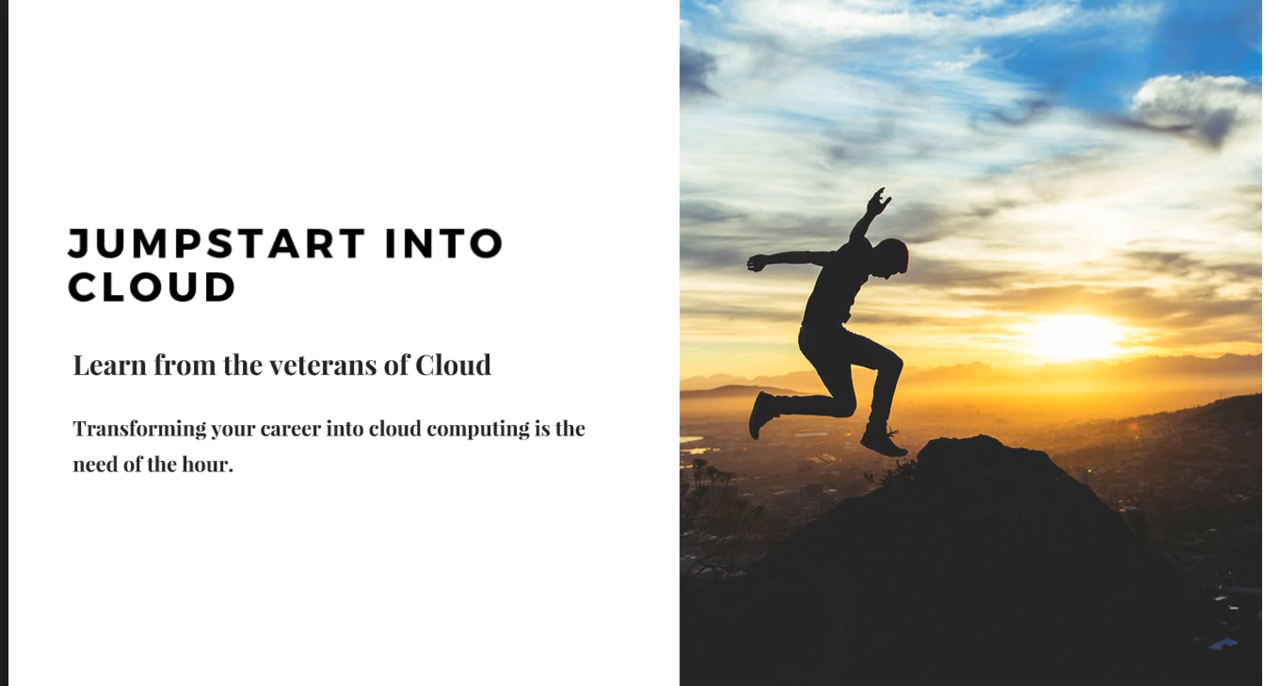 JUMPSTART INTO
CLOUD
Learn from the veterans of Cloud
Transforming your career into cloud computing is the
need of the hour.